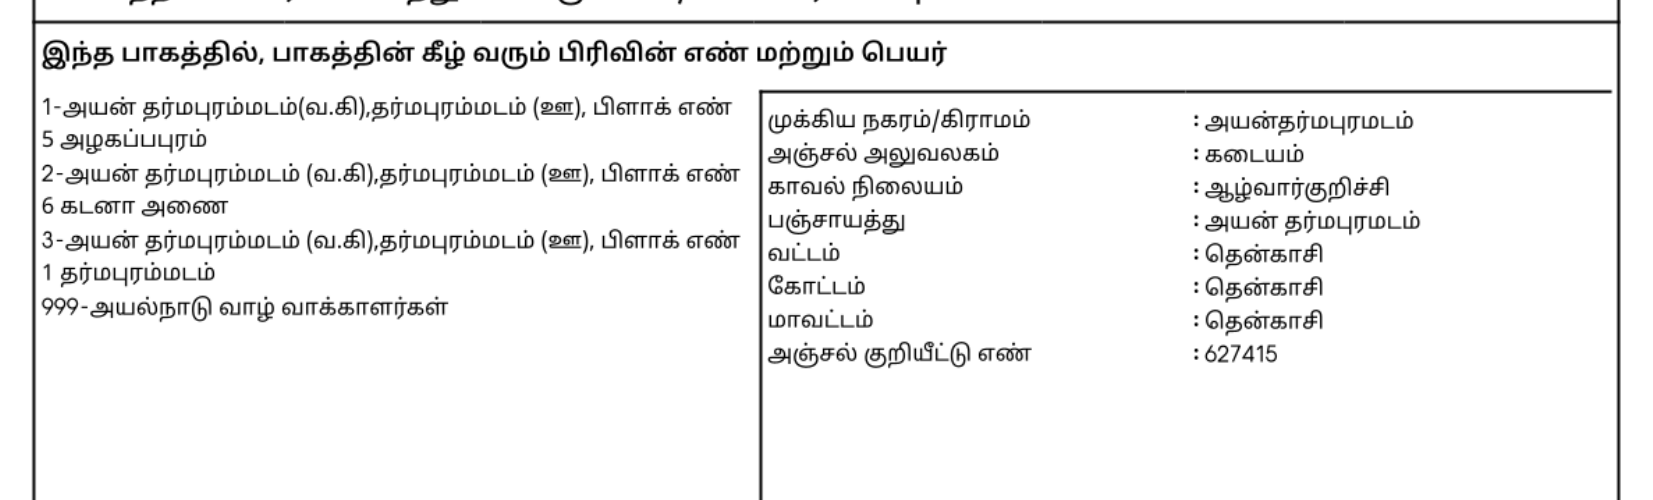 இந்த பாகத்தில், பாகத்தின் கீழ் வரும் பிரிவின் எண் மற்றும் பெயர்
1-அயன் தர்மபுரம்மடம்(வ.கி),தர்மபுரம்மடம் (ஊ), பிளாக் எண்
5 அழகப்பபுரம்
2-அயன் தர்மபுரம்மடம் (வ.கி),தர்மபுரம்மடம் (ஊ), பிளாக் எண்
6 கடனா அணை
3-அயன் தர்மபுரம்மடம் (வ.கி),தர்மபுரம்மடம் (ஊ), பிளாக் எண்
1 தர்மபுரம்மடம்
999-அயல்நாடு வாழ் வாக்காளர்கள்
முக்கிய நகரம்/கிராமம் : அயன்தர்மபுரமடம்
அஞ்சல் அலுவலகம் : கடையம்
காவல் நிலையம் : ஆழ்வார்குறிச்சி
பஞ்சாயத்து : அயன் தர்மபுரமடம்
வட்டம் : தென்காசி
கோட்டம் : தென்காசி
மாவட்டம் : தென்காசி
அஞ்சல் குறியீட்டு எண் : 627415